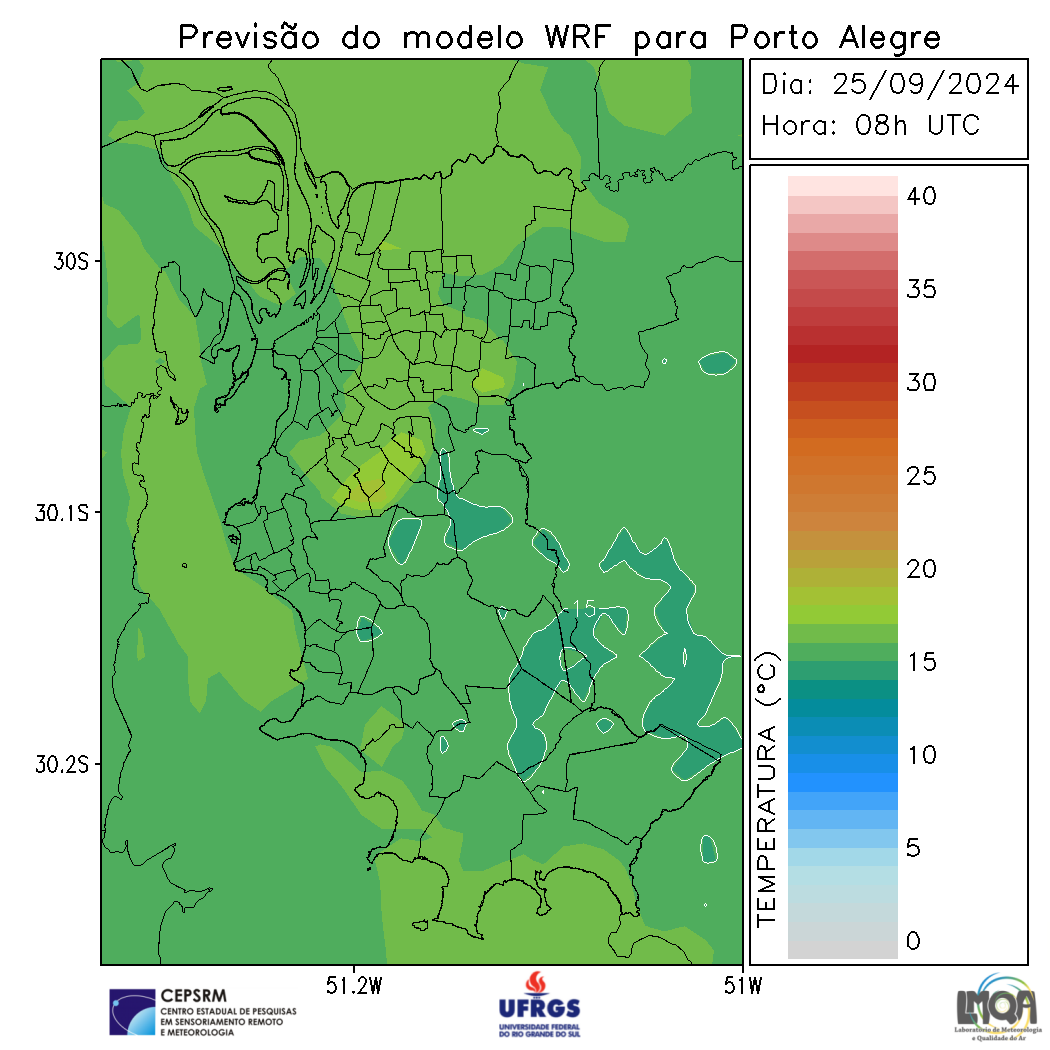 Previsão do modelo WRF para Porto Alegre
Dia: 25/09/2024
Hora: 08h UTC
40
35
30
25
20
15
10
5
0
TEMPERATURA (°C)
30S
30.1S
30.2S
15
51.2W
51W
CEPSRM
CENTRO ESTADUAL DE PESQUISAS
EM SENSORIAMENTO REMOTO
E METEOROLOGIA
UFRGS
UNIVERSIDADE FEDERAL
DO RIO GRANDE DO SUL
LMQA
Laboratório de Meteorologia
e Qualidade do Ar